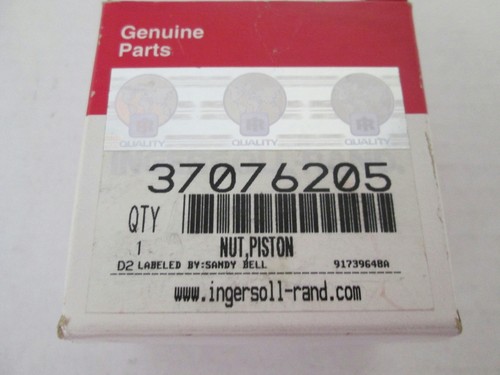 Genuine
Parts
QUALITY QUALITY QUALITY
37076205
QTY
1 NUT,PISTON
D2 LABELED BY:SANDY BELL 91739648A
www.ingersoll-rand.com